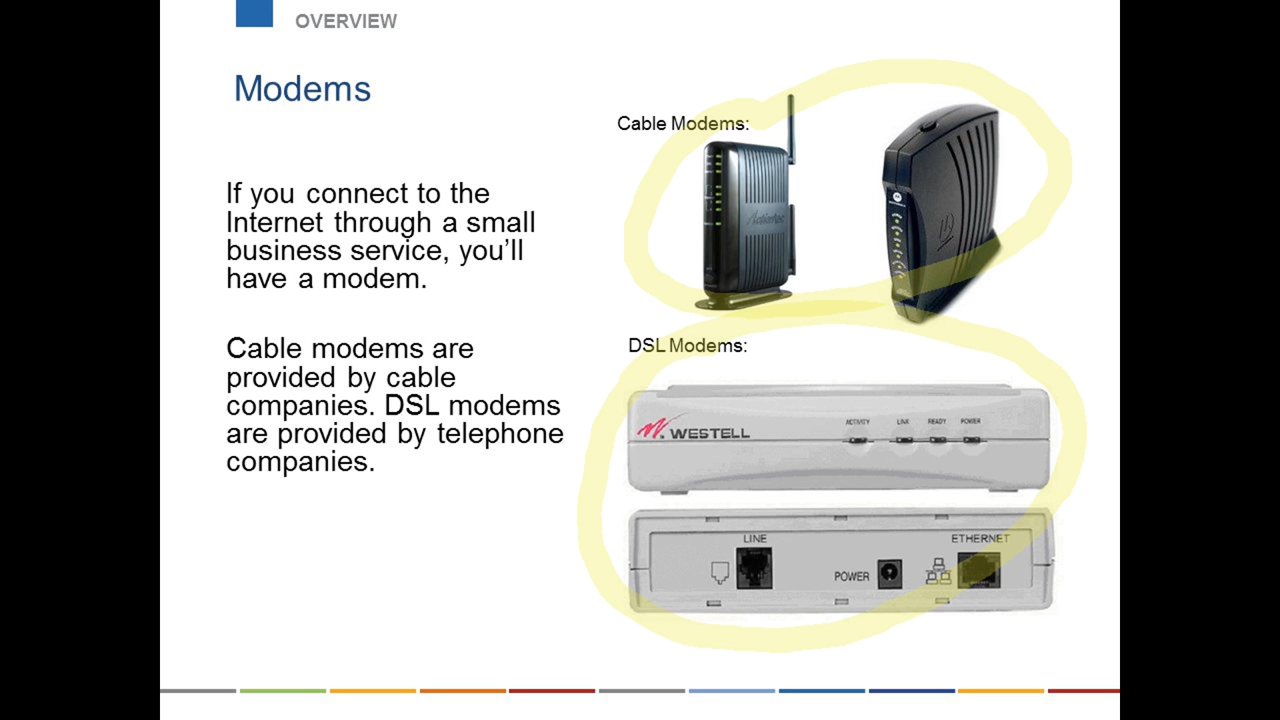 OVERVIEW
Modems
Cable Modems:
If you connect to the
Internet through a small
business service, you'll
have a modem.
Cable modems are
provided by cable
companies. DSL modems
are provided by telephone
companies.
DSL Modems:
WESTELL
ACTIVITY LINK READY POWER
LINE
ETHERNET
POWER